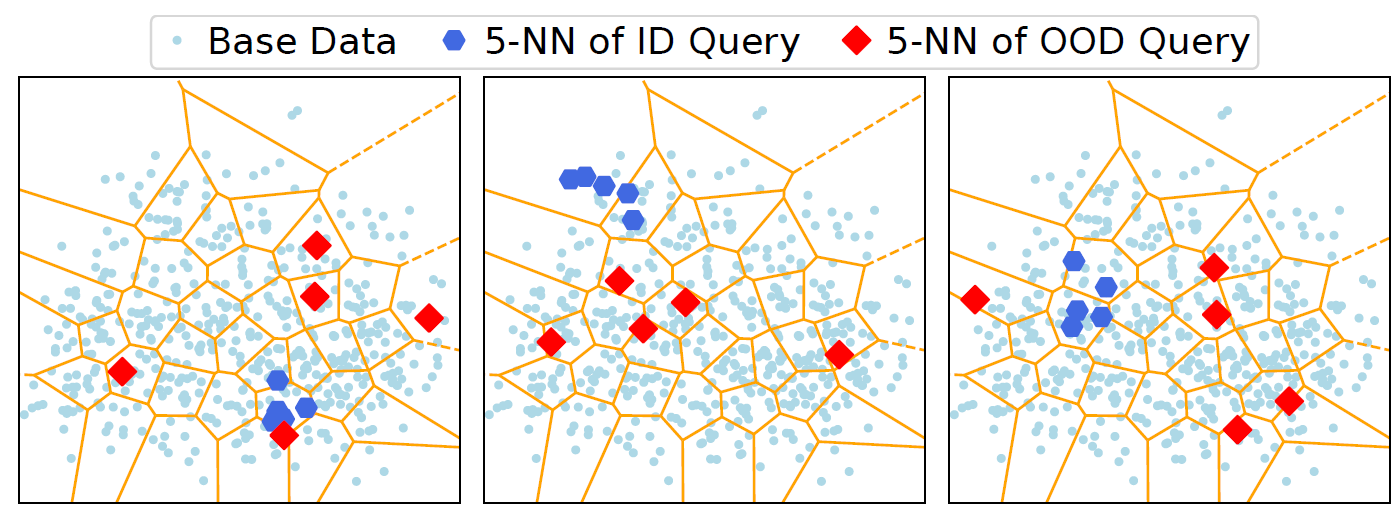 Base Data 5-NN of ID Query 5-NN of OOD Query